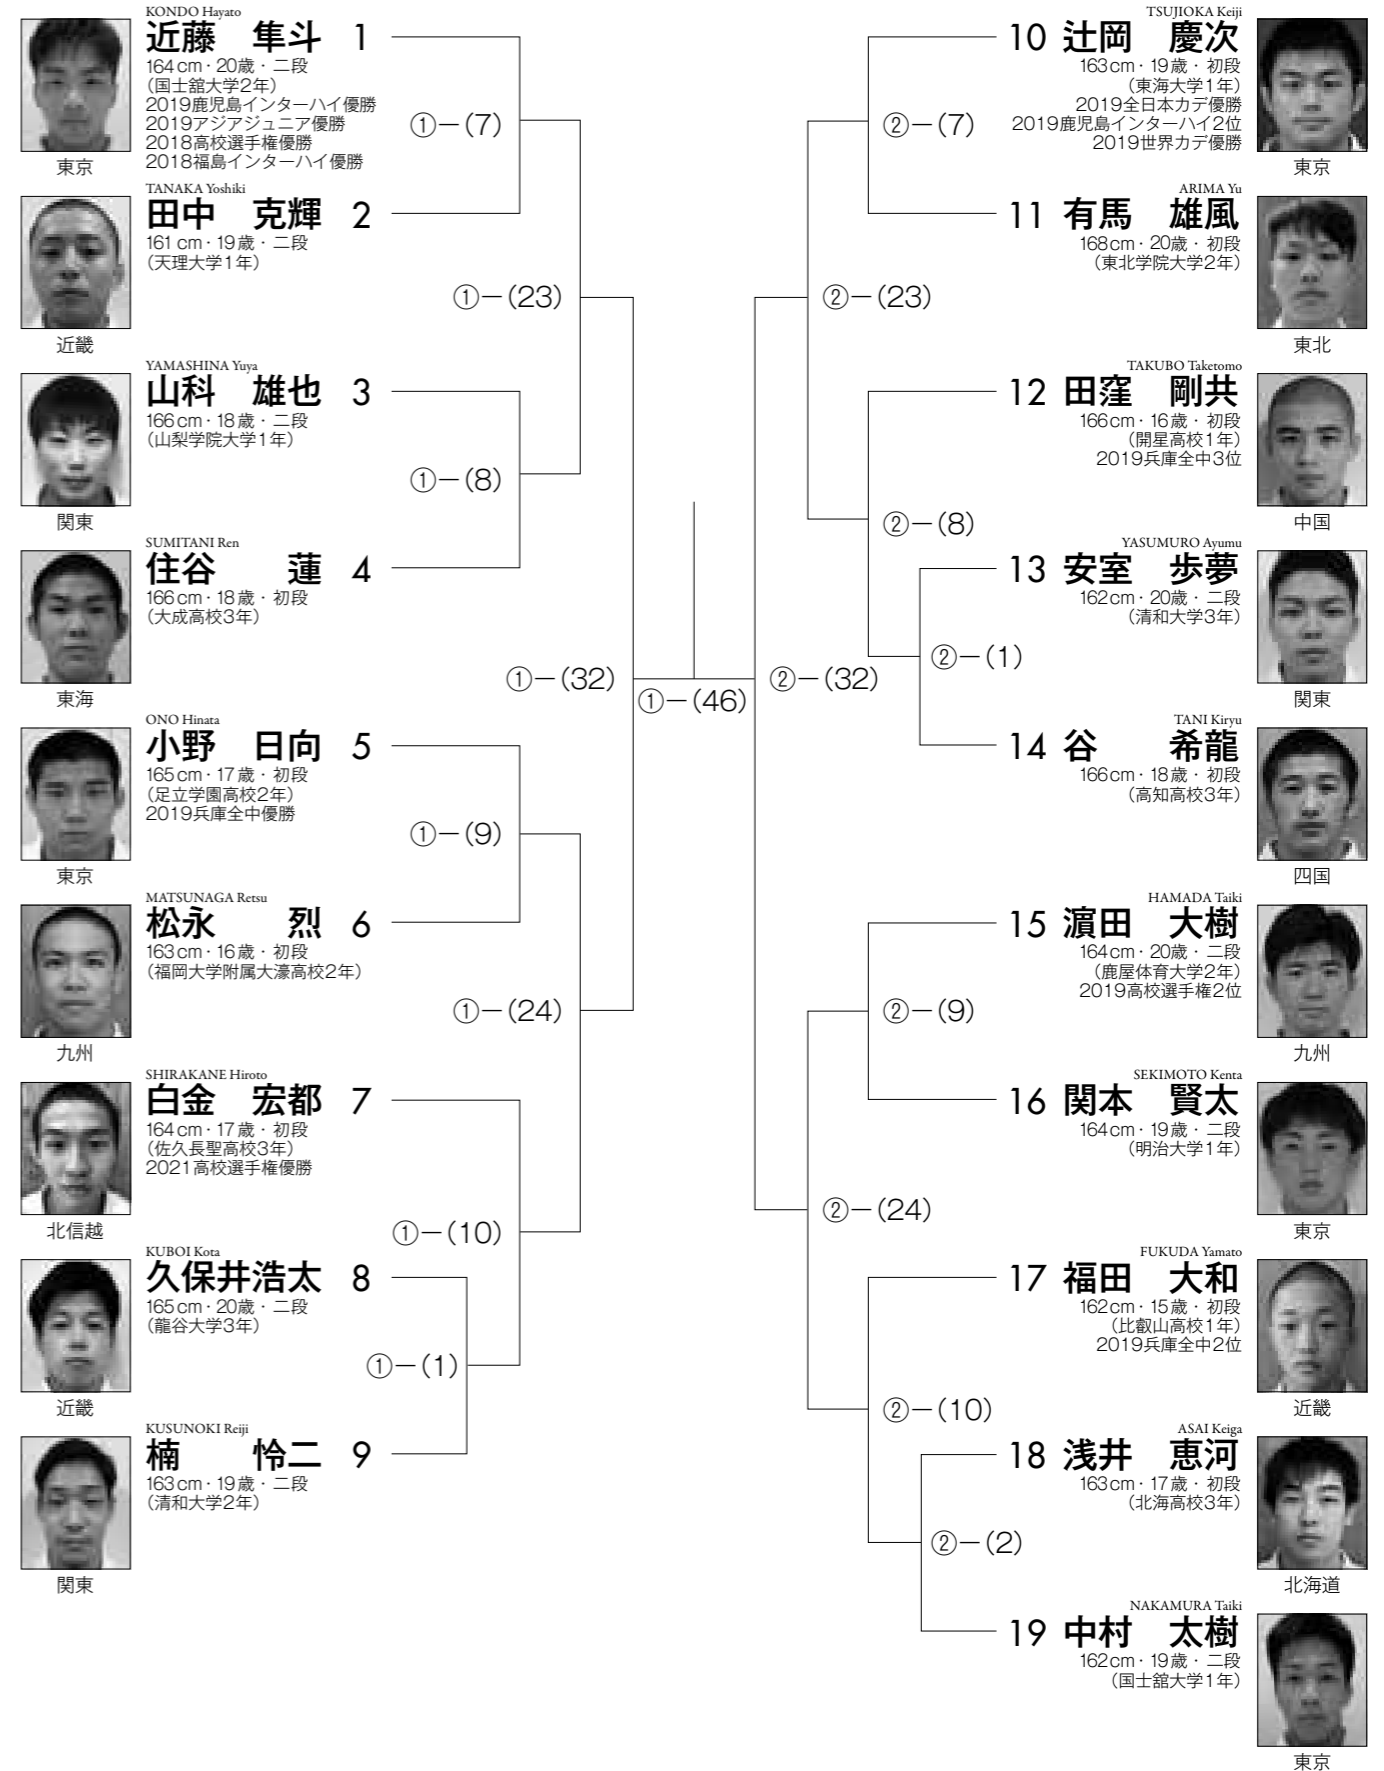 KONDO Hayato
近藤 隼斗 1
164cm・20歳・二段
(国士舘大学2年)
2019鹿児島インターハイ優勝
2019アジアジュニア優勝
2018高校選手権優勝
2018福島インターハイ優勝
東京
①－(7)
TANAKA Yoshiki
田中 克輝 2
161cm・19歳・二段
(天理大学1年)
近畿
①－(23)
YAMASHINA Yuya
山科 雄也 3
166cm・18歳・二段
(山梨学院大学1年)
関東
①－(8)
SUMITANI Ren
住谷 蓮 4
166cm・18歳・初段
(大成高校3年)
東海
①－(32)
①－(46)
ONO Hinata
小野 日向 5
165cm・17歳・初段
(足立学園高校2年)
2019兵庫全中優勝
東京
①－(9)
MATSUNAGA Retsu
松永 烈 6
163cm・16歳・初段
(福岡大学附属大濠高校2年)
九州
①－(24)
SHIRAKANE Hiroto
白金 宏都 7
164cm・17歳・初段
(佐久長聖高校3年)
2021高校選手権優勝
北信越
①－(10)
KUBOI Kota
久保井浩太 8
165cm・20歳・二段
(龍谷大学3年)
近畿
①－(1)
KUSUNOKI Reiji
楠 怜二 9
163cm・19歳・二段
(清和大学2年)
関東
TSUJIOKA Keiji
10 辻岡 慶次
163cm・19歳・初段
(東海大学1年)
2019全日本カデ優勝
2019鹿児島インターハイ2位
2019世界カデ優勝
東京
②－(7)
ARIMA Yu
11 有馬 雄風
168cm・20歳・初段
(東北学院大学2年)
東北
②－(23)
TAKUBO Taketomo
12 田窪 剛共
166cm・16歳・初段
(開星高校1年)
2019兵庫全中3位
中国
②－(8)
YASUMURO Ayumu
13 安室 歩夢
162cm・20歳・二段
(清和大学3年)
関東
②－(1)
②－(32)
TANI Kiryu
14 谷 希龍
166cm・18歳・初段
(高知高校3年)
四国
HAMADA Taiki
15 濵田 大樹
164cm・20歳・二段
(鹿屋体育大学2年)
2019高校選手権2位
九州
②－(9)
SEKIMOTO Kenta
16 関本 賢太
164cm・19歳・二段
(明治大学1年)
東京
②－(24)
FUKUDA Yamato
17 福田 大和
162cm・15歳・初段
(比叡山高校1年)
2019兵庫全中2位
近畿
②－(10)
ASAI Keiga
18 浅井 恵河
163cm・17歳・初段
(北海高校3年)
北海道
②－(2)
NAKAMURA Taiki
19 中村 太樹
162cm・19歳・二段
(国士舘大学1年)
東京